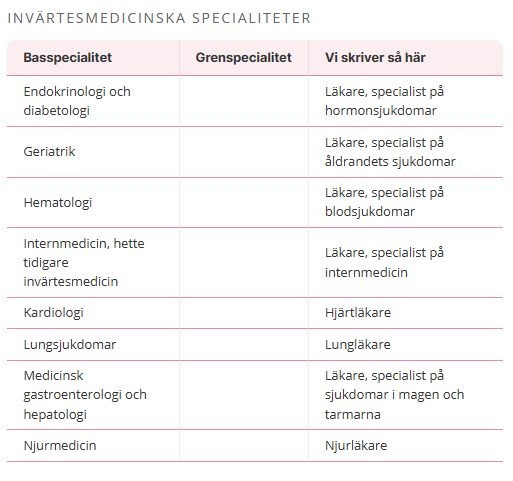 INVÄRTESMEDICINSKA SPECIALITETER
Basspecialitet Grenspecialitet Vi skriver så här
Endokrinologi och
diabetologi
Läkare, specialist på
hormonsjukdomar
Geriatrik
Läkare, specialist på
åldrandets sjukdomar
Hematologi
Läkare, specialist på
blodsjukdomar
Internmedicin, hette
tidigare
invärtesmedicin
Läkare, specialist på
internmedicin
Kardiologi Hjärtläkare
Lungsjukdomar Lungläkare
Medicinsk
gastroenterologi och
hepatologi
Läkare, specialist på
sjukdomar i magen och
tarmarna
Njurmedicin Njurläkare